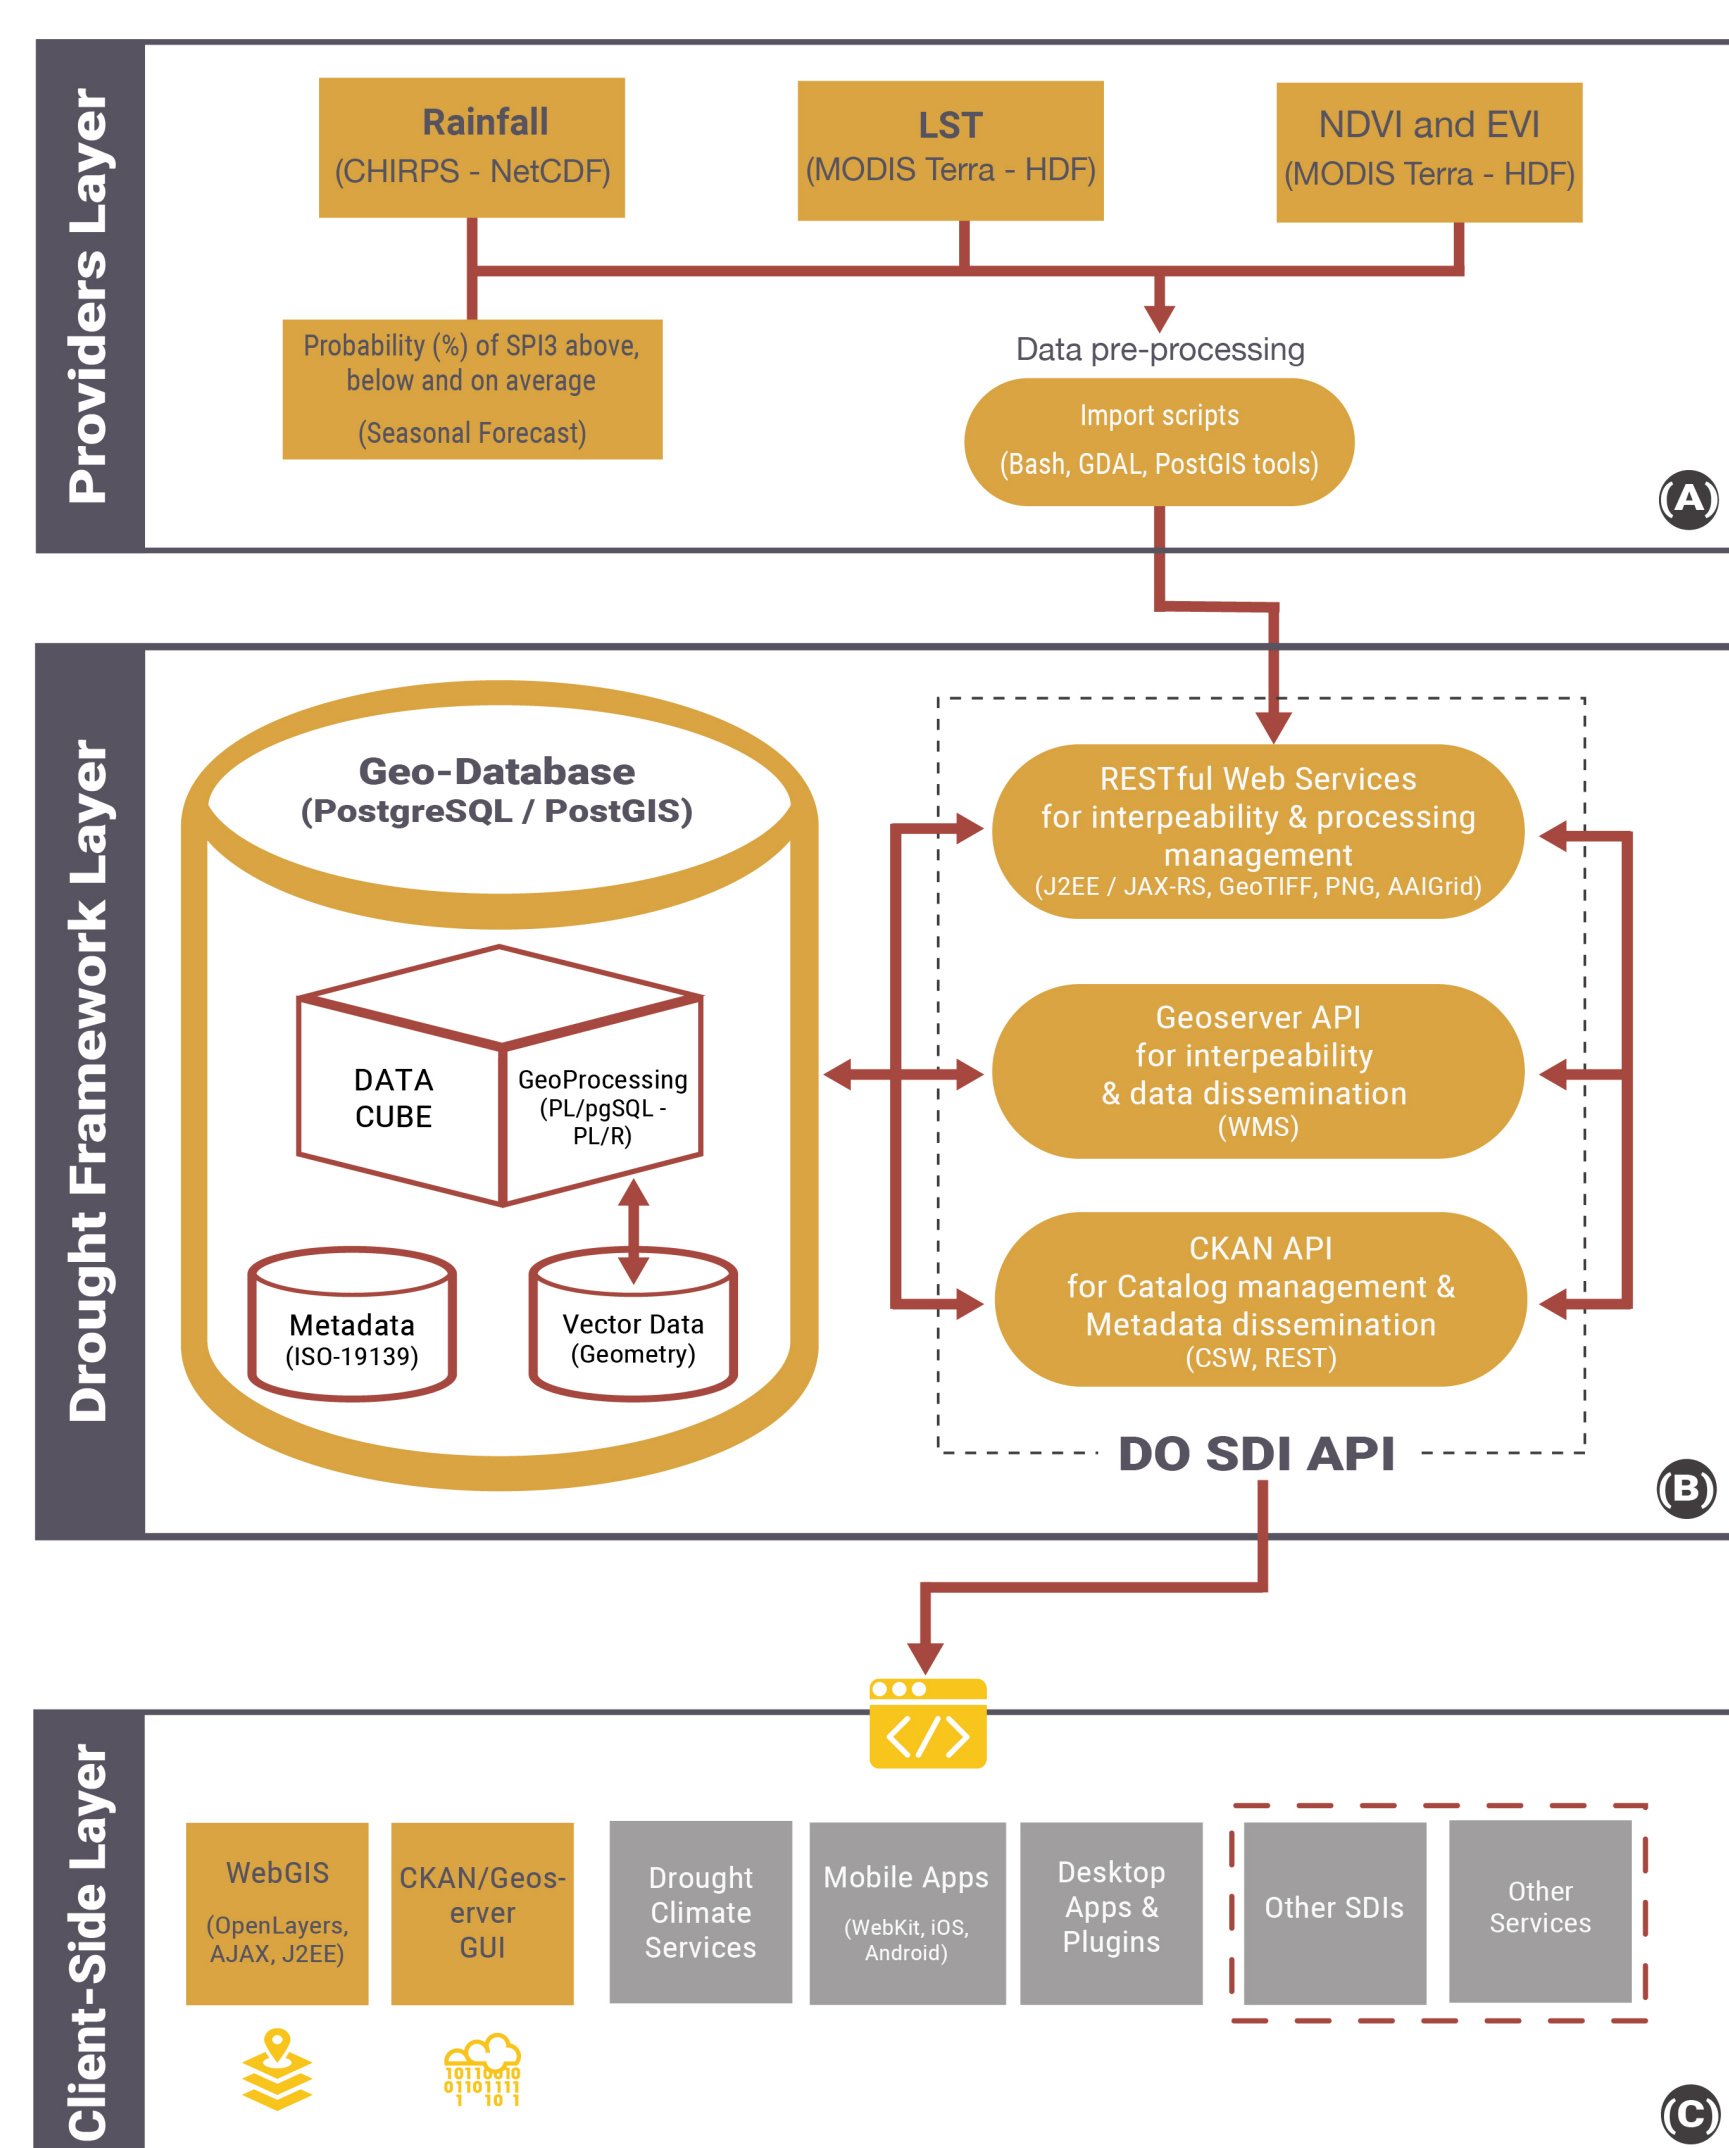 Providers Layer
Rainfall
(CHIRPS - NetCDF)
LST
(MODIS Terra - HDF)
NDVI and EVI
(MODIS Terra - HDF)
Probability (%) of SPI3 above,
below and on average
(Seasonal Forecast)
Data pre-processing
Import scripts
(Bash, GDAL, PostGIS tools)
(A)
Drought Framework Layer
Geo-Database
(PostgreSQL / PostGIS)
DATA
CUBE
GeoProcessing
(PL/pgSQL -
PL/R)
Metadata
(ISO-19139)
Vector Data
(Geometry)
RESTful Web Services
for interpeability & processing
management
(J2EE / JAX-RS, GeoTIFF, PNG, AAIGrid)
Geoserver API
for interpeability
& data dissemination
(WMS)
CKAN API
for Catalog management &
Metadata dissemination
(CSW, REST)
DO SDI API
(B)
Client-Side Layer
</>
WebGIS
(OpenLayers,
AJAX, J2EE)
CKAN/Geos-
erver
GUI
Drought
Climate
Services
Mobile Apps
(WebKit, iOS,
Android)
Desktop
Apps &
Plugins
Other SDIs
Other
Services
10110010
01101111
1 10 1
(C)